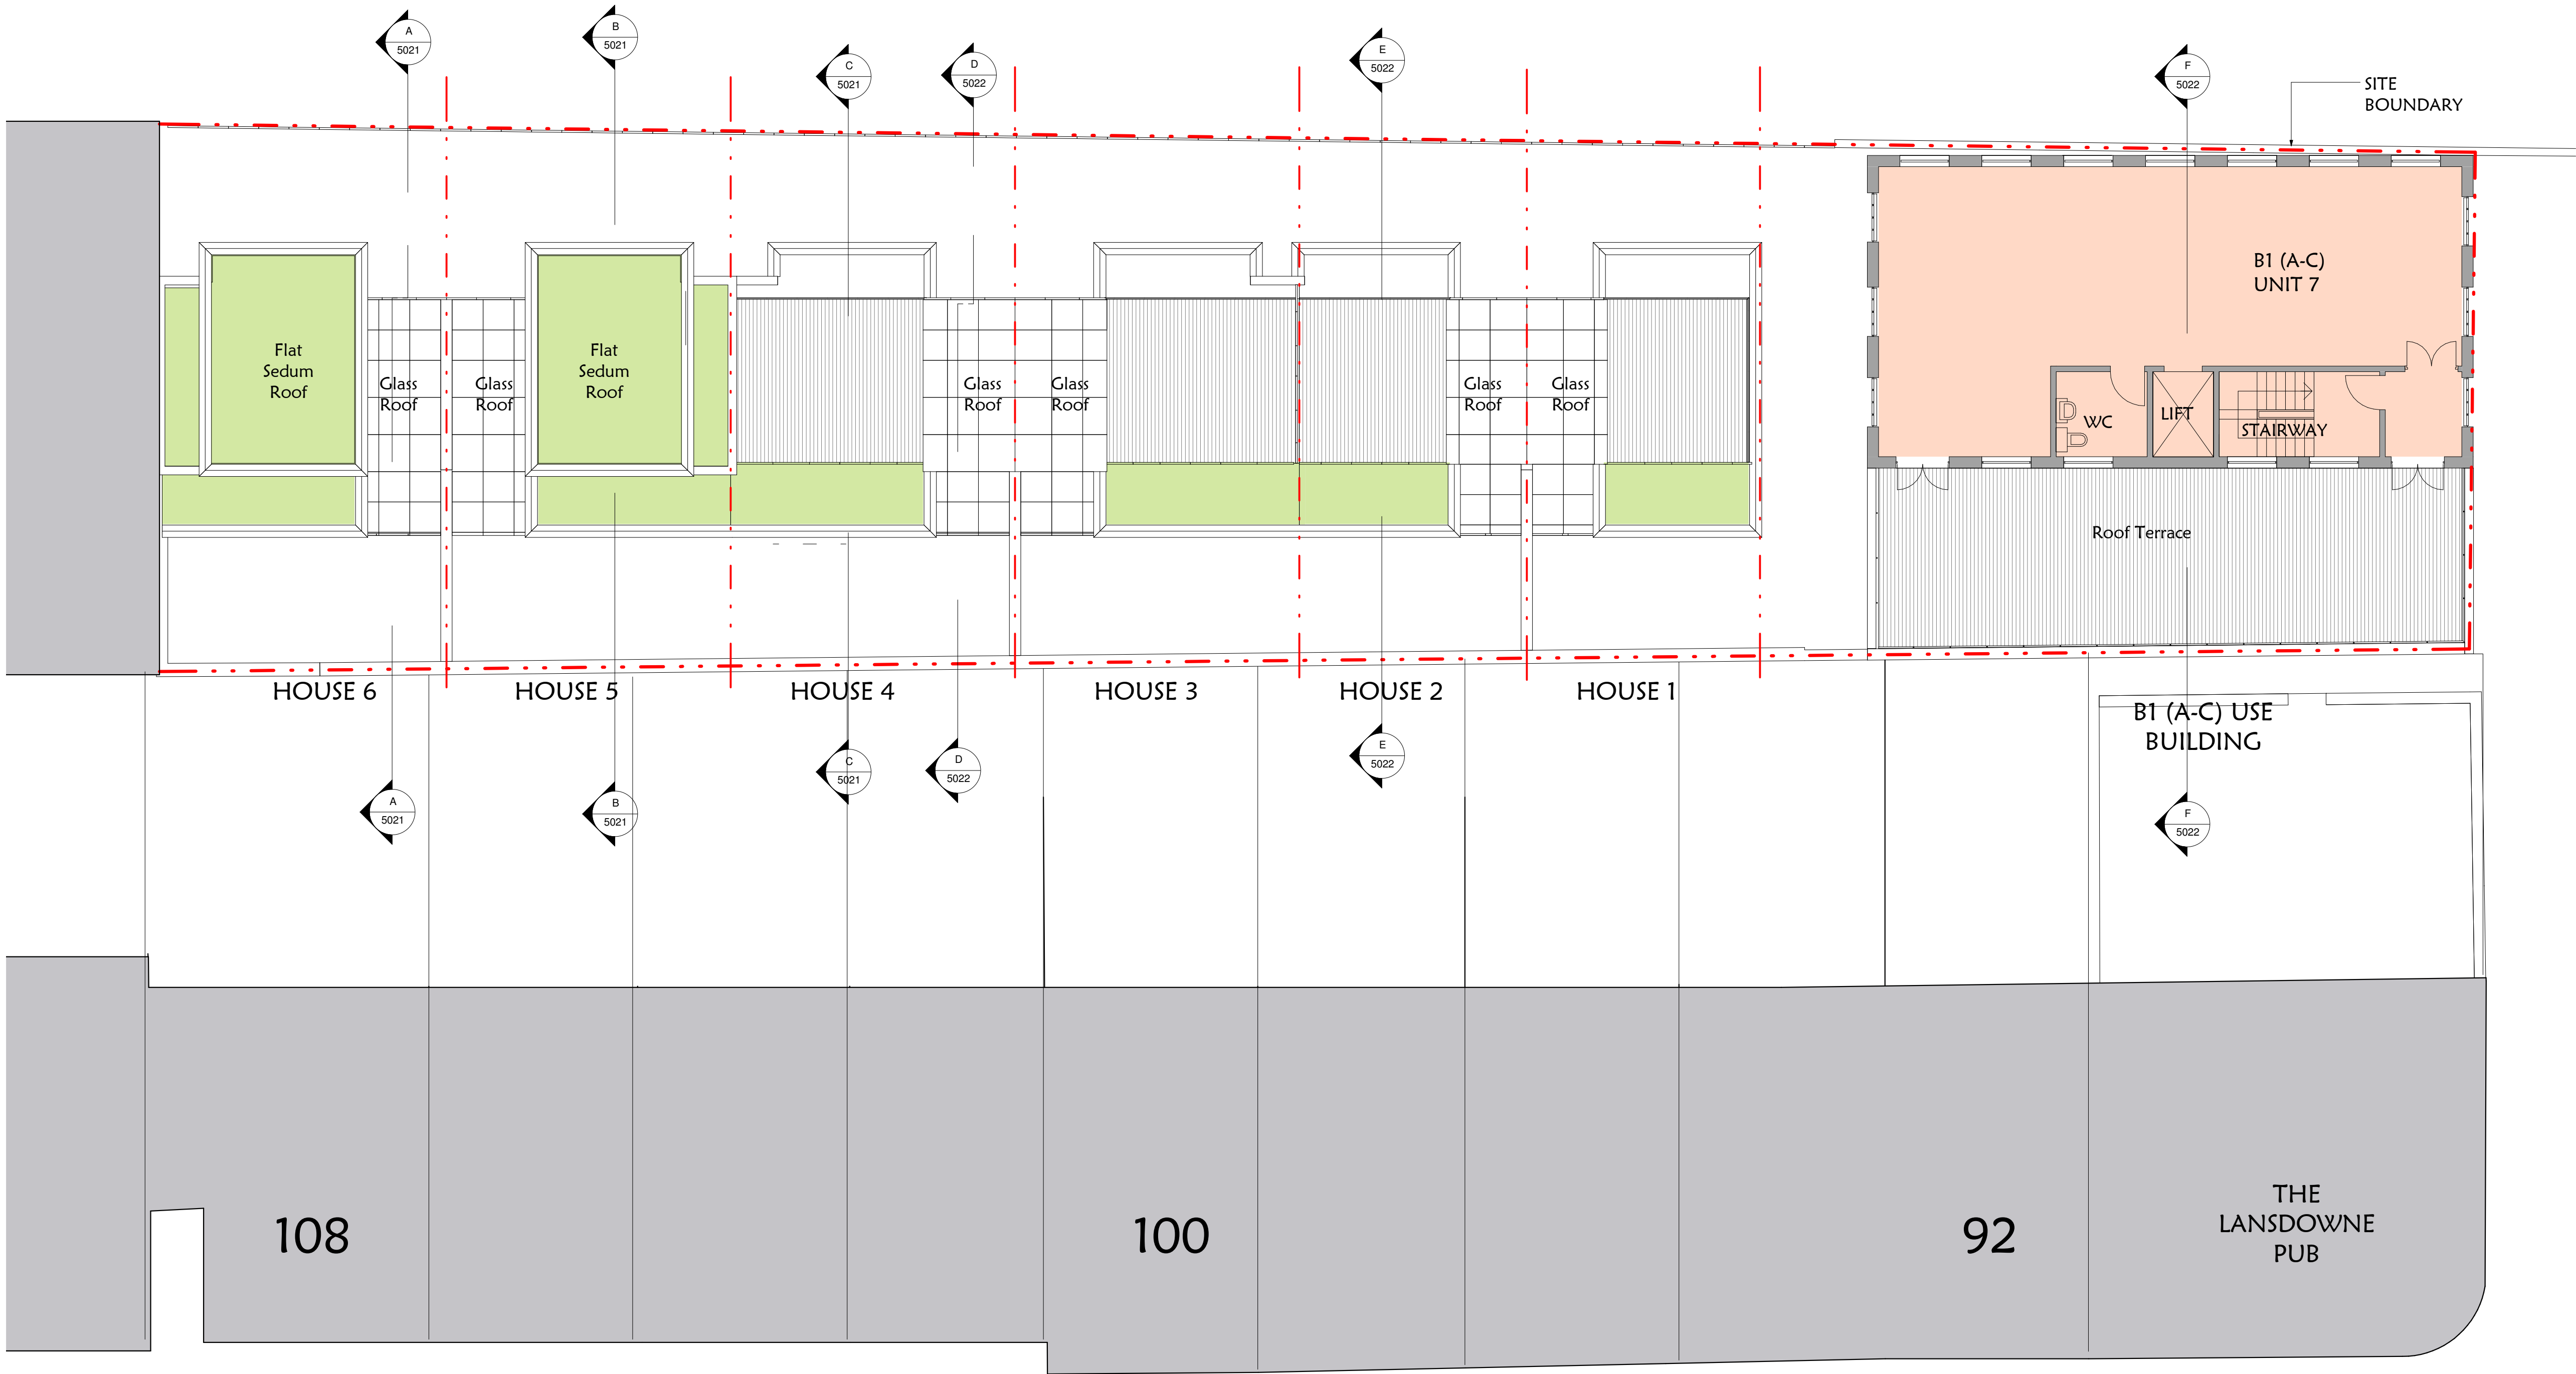 A
5021
B
5021
C
5021
D
5022
E
5022
F
5022
SITE
BOUNDARY
B1 (A-C)
UNIT 7
Flat
Sedum
Roof
Glass
Roof
Glass
Roof
Flat
Sedum
Roof
Glass
Roof
Glass
Roof
Glass
Roof
Glass
Roof
WC
LIFT
STAIRWAY
Roof Terrace
HOUSE 6
HOUSE 5
HOUSE 4
HOUSE 3
HOUSE 2
HOUSE 1
B1 (A-C) USE
BUILDING
A
5021
B
5021
C
5021
D
5022
E
5022
F
5022
108
100
92
THE
LANSDOWNE
PUB